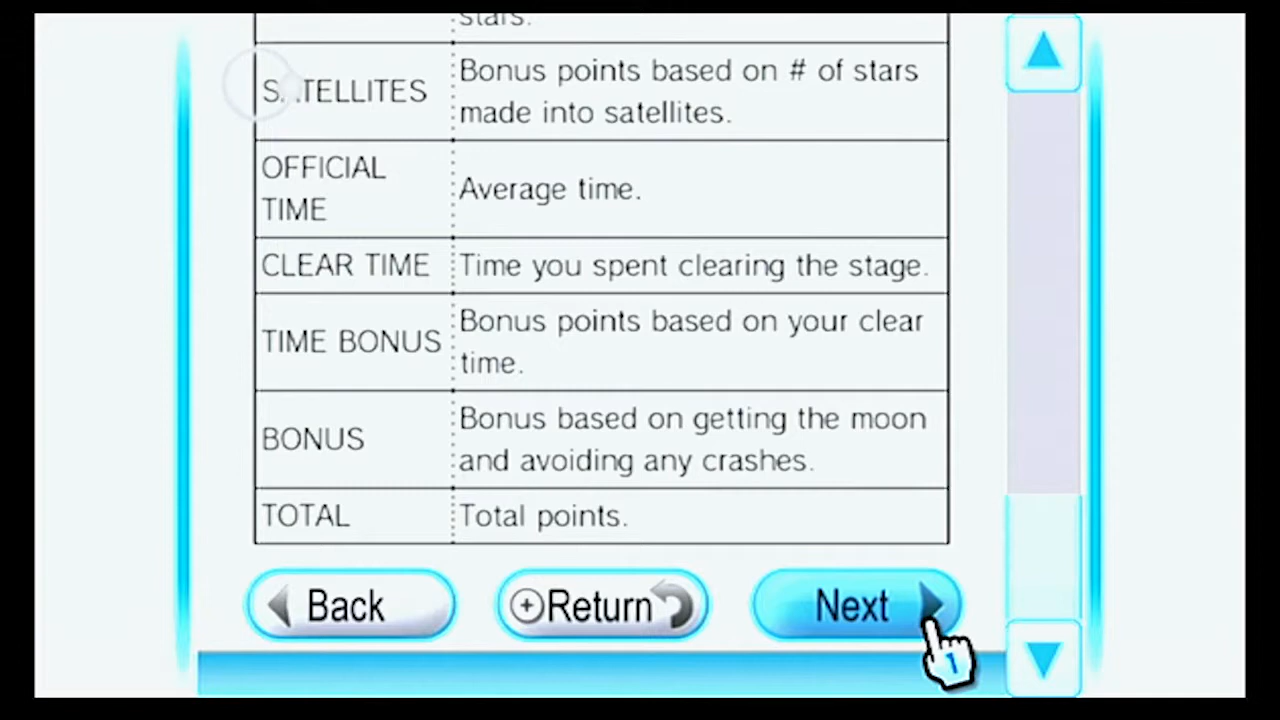 stars.
SATELLITES
Bonus points based on # of stars
made into satellites.
OFFICIAL
TIME
Average time.
CLEAR TIME
Time you spent clearing the stage.
TIME BONUS
Bonus points based on your clear
time.
BONUS
Bonus based on getting the moon
and avoiding any crashes.
TOTAL
Total points.
Back
Return
Next
1